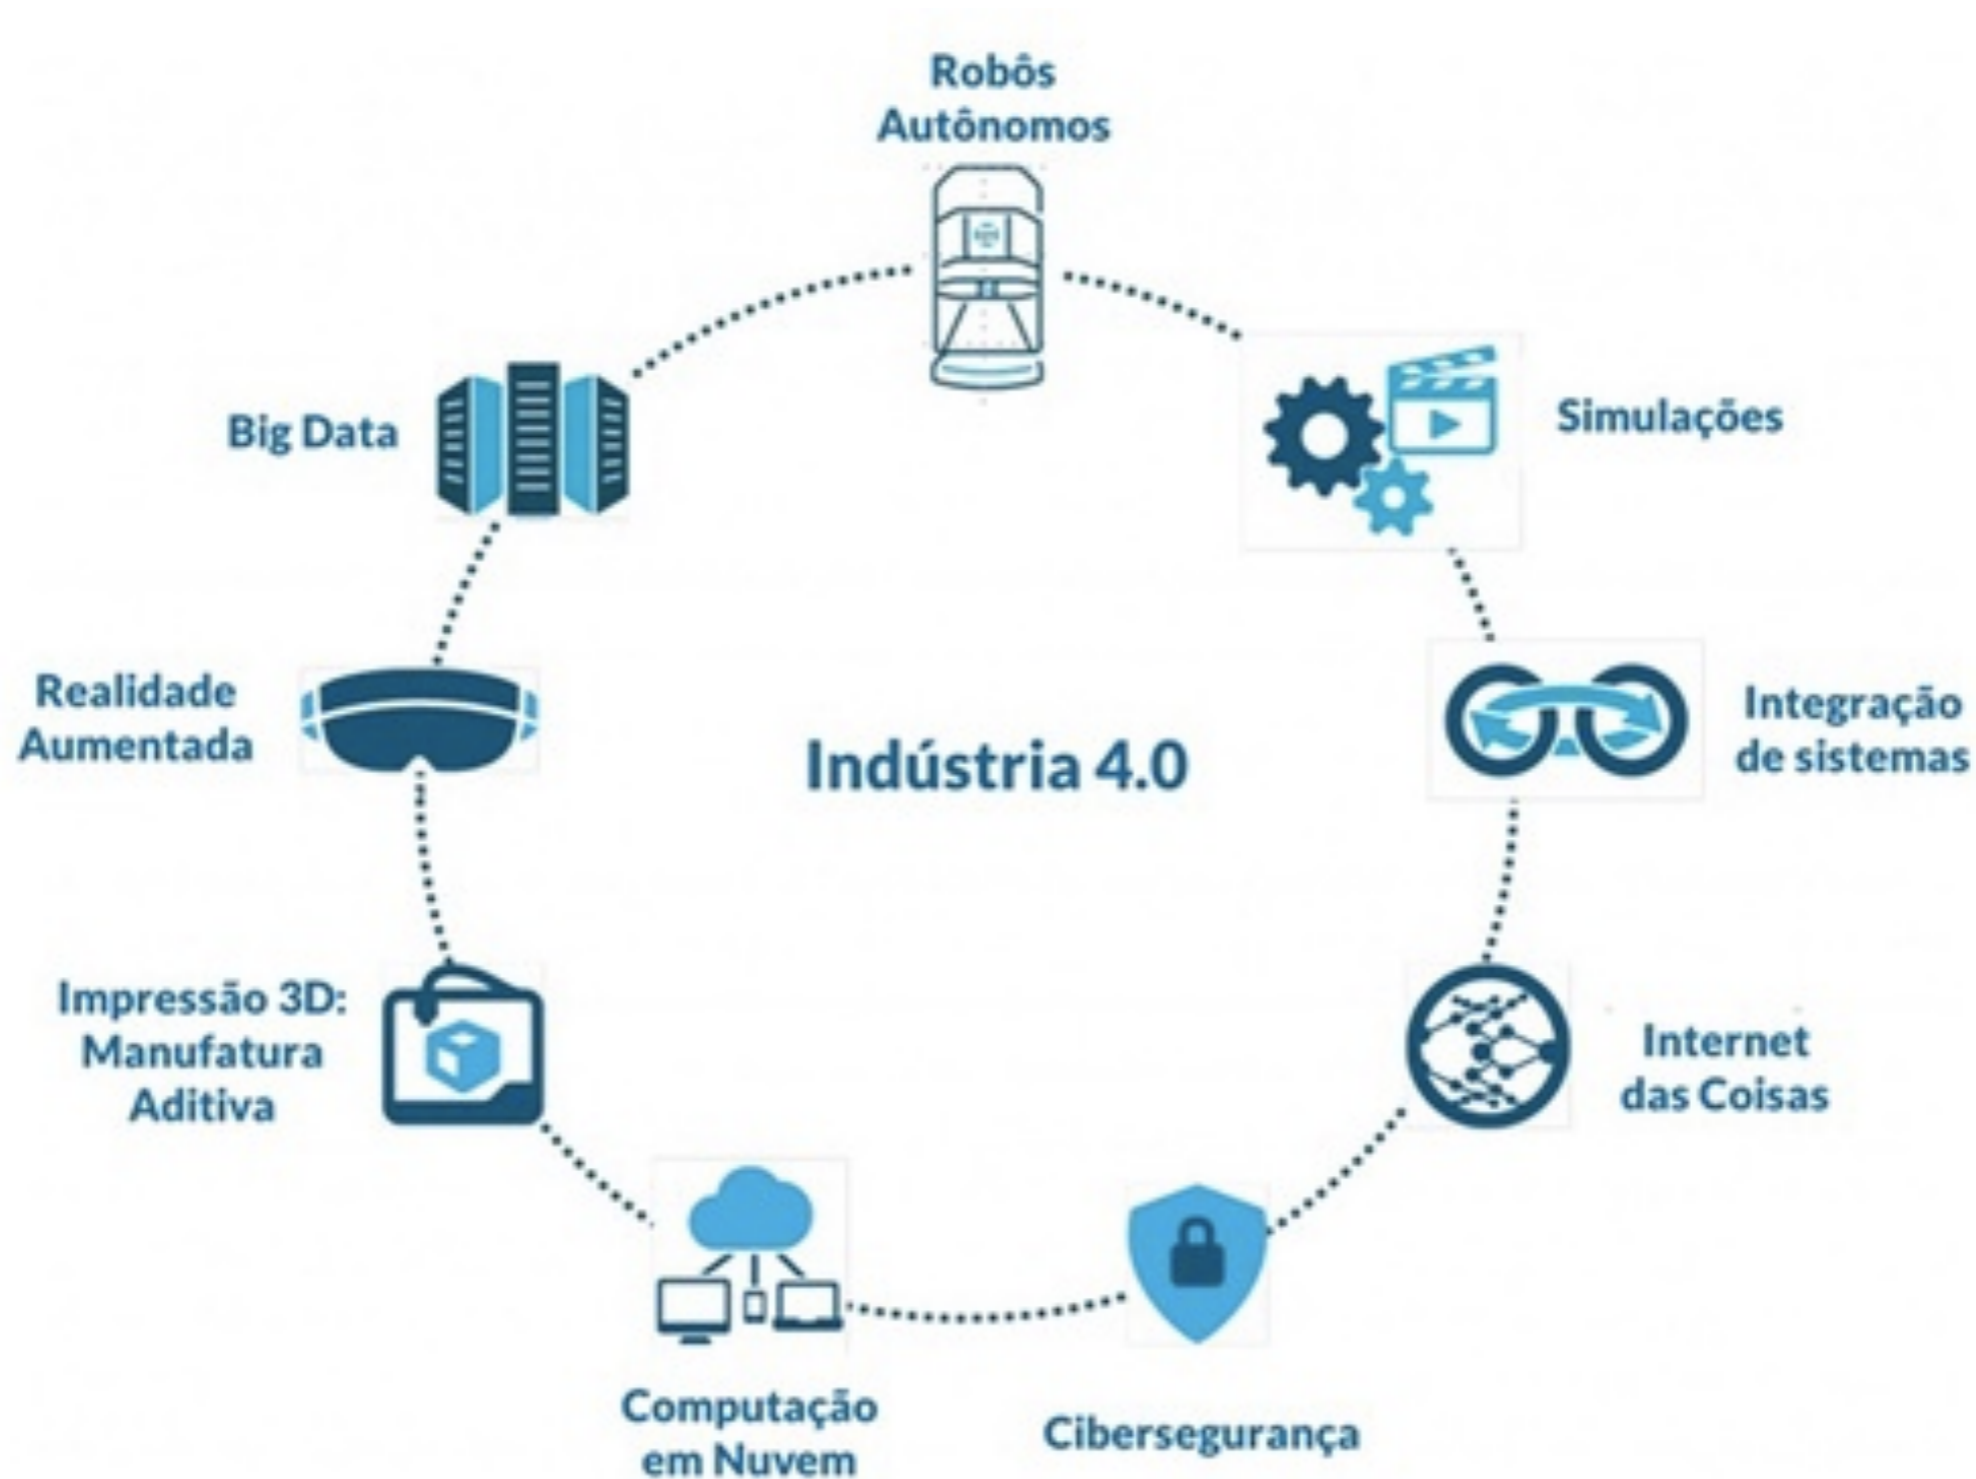 Robôs
Autônomos
Big Data
Simulações
Realidade
Aumentada
Indústria 4.0
Integração
de sistemas
Impressão 3D:
Manufatura
Aditiva
Internet
das Coisas
Computação
em Nuvem
Cibersegurança